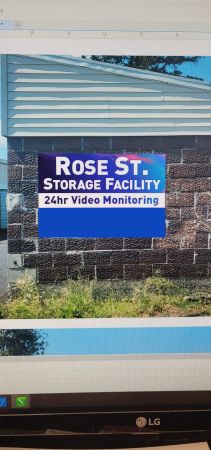 ROSE ST.
STORAGE FACILITY
24hr Video Monitoring
LG